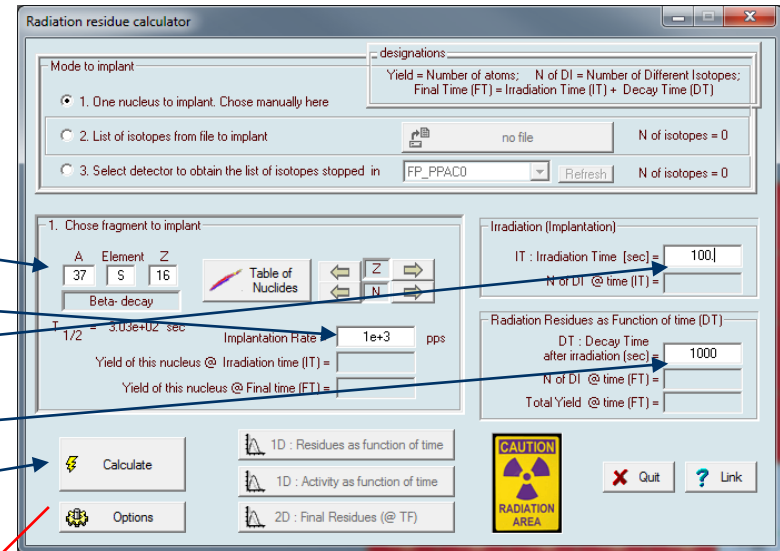 Radiation residue calculator
designations
Yield = Number of atoms; N of DI = Number of Different Isotopes;
Final Time (FT) = Irradiation Time (IT) + Decay Time (DT)
Mode to implant
1. One nucleus to implant. Chose manually here
2. List of isotopes from file to implant
no file
N of isotopes = 0
3. Select detector to obtain the list of isotopes stopped in
FP_PPAC0
Refresh
N of isotopes = 0
1. Chose fragment to implant
A Element Z
37 S 16
Beta- decay
Table of
Nuclides
Z
N
T 1/2 = 3.03e+02 sec
Implantation Rate
1e+3
pps
Yield of this nucleus @ Irradiation time (IT) =
Yield of this nucleus @ Final time (FT) =
Irradiation (Implantation)
IT : Irradiation Time [sec] =
100.
N of DI @ time (IT) =
Radiation Residues as Function of time (DT)
DT : Decay Time
after irradiation (sec) =
1000
N of DI @ time (FT) =
Total Yield @ time (FT) =
Calculate
Options
1D : Residues as function of time
1D : Activity as function of time
2D : Final Residues (@ TF)
CAUTION
RADIATION
AREA
Quit
Link